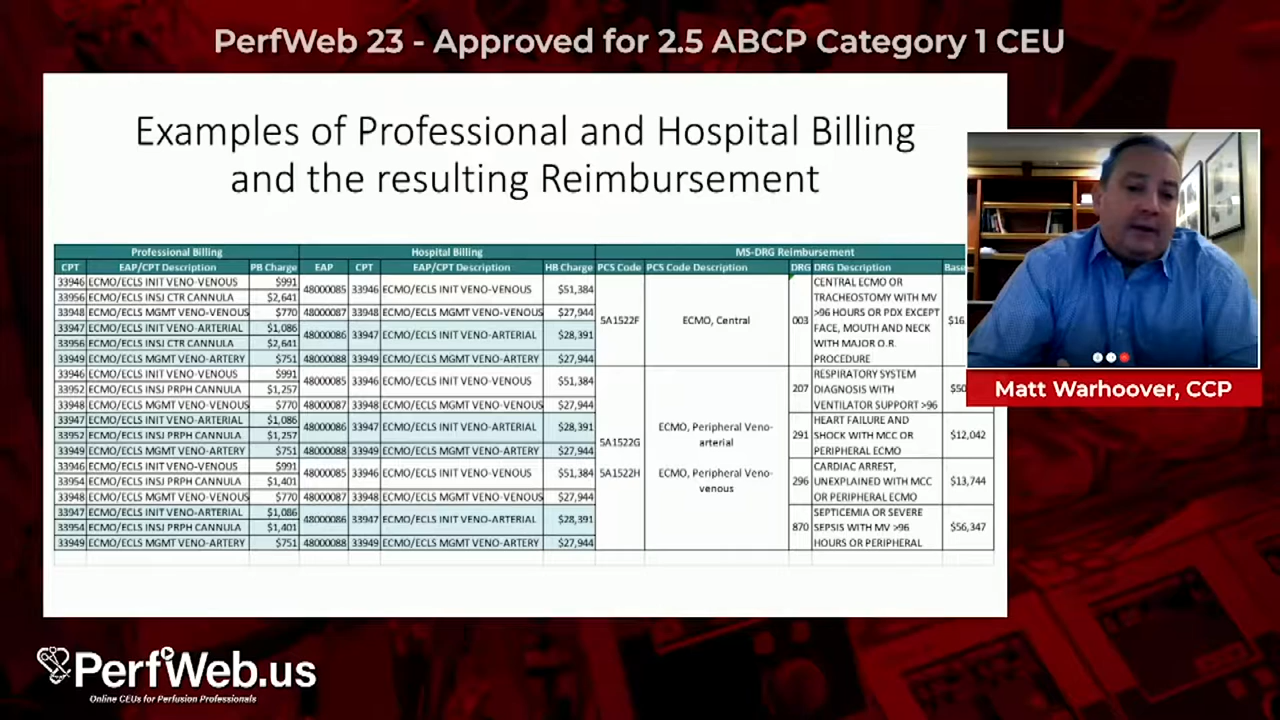 PerfWeb 23 - Approved for 2.5 ABCP Category 1 CEU
Examples of Professional and Hospital Billing
and the resulting Reimbursement
Professional Billing Hospital Billing MS-DRG Reimbursement
CPT EAP/CPT Description PB Charge EAP CPT EAP/CPT Description HB Charge PCS Code PCS Code Description DRG DRG Description Base
33946 ECMO/ECLS INIT VENO-VENOUS $991 48000085 33946 ECMO/ECLS INIT VENO-VENOUS $51,384 5A1522F ECMO, Central 003 CENTRAL ECMO OR
33956 ECMO/ECLS INSJ CTR CANNULA $2,641 TRACHEOSTOMY WITH MV
33948 ECMO/ECLS MGMT VENO-VENOUS $770 48000087 33948 ECMO/ECLS MGMT VENO-VENOUS $27,944 >96 HOURS OR PDX EXCEPT
33947 ECMO/ECLS INIT VENO-ARTERIAL $1,086 48000086 33947 ECMO/ECLS INIT VENO-ARTERIAL $28,391 FACE, MOUTH AND NECK $16
33956 ECMO/ECLS INSJ CTR CANNULA $2,641 WITH MAJOR O.R.
33949 ECMO/ECLS MGMT VENO-ARTERY $751 48000088 33949 ECMO/ECLS MGMT VENO-ARTERY $27,944 PROCEDURE
33946 ECMO/ECLS INIT VENO-VENOUS $991 48000085 33946 ECMO/ECLS INIT VENO-VENOUS $51,384 RESPIRATORY SYSTEM
33952 ECMO/ECLS INSJ PRPH CANNULA $1,257 207 DIAGNOSIS WITH $50
33948 ECMO/ECLS MGMT VENO-VENOUS $770 48000087 33948 ECMO/ECLS MGMT VENO-VENOUS $27,944 VENTILATOR SUPPORT >96
33947 ECMO/ECLS INIT VENO-ARTERIAL $1,086 48000086 33947 ECMO/ECLS INIT VENO-ARTERIAL $28,391 ECMO, Peripheral Veno- HEART FAILURE AND
33952 ECMO/ECLS INSJ PRPH CANNULA $1,257 5A1522G arterial 291 SHOCK WITH MCC OR $12,042
33949 ECMO/ECLS MGMT VENO-ARTERY $751 48000088 33949 ECMO/ECLS MGMT VENO-ARTERY $27,944 PERIPHERAL ECMO
33946 ECMO/ECLS INIT VENO-VENOUS $991 48000085 33946 ECMO/ECLS INIT VENO-VENOUS $51,384 5A1522H ECMO, Peripheral Veno- CARDIAC ARREST,
33954 ECMO/ECLS INSJ PRPH CANNULA $1,401 venous 296 UNEXPLAINED WITH MCC $13,744
33948 ECMO/ECLS MGMT VENO-VENOUS $770 48000087 33948 ECMO/ECLS MGMT VENO-VENOUS $27,944 OR PERIPHERAL ECMO
33947 ECMO/ECLS INIT VENO-ARTERIAL $1,086 48000086 33947 ECMO/ECLS INIT VENO-ARTERIAL $28,391 SEPTICEMIA OR SEVERE
33954 ECMO/ECLS INSJ PRPH CANNULA $1,401 870 SEPSIS WITH MV >96 $56,347
33949 ECMO/ECLS MGMT VENO-ARTERY $751 48000088 33949 ECMO/ECLS MGMT VENO-ARTERY $27,944 HOURS OR PERIPHERAL
Matt Warhoover, CCP
PerfWeb.us
Online CEUs for Perfusion Professionals